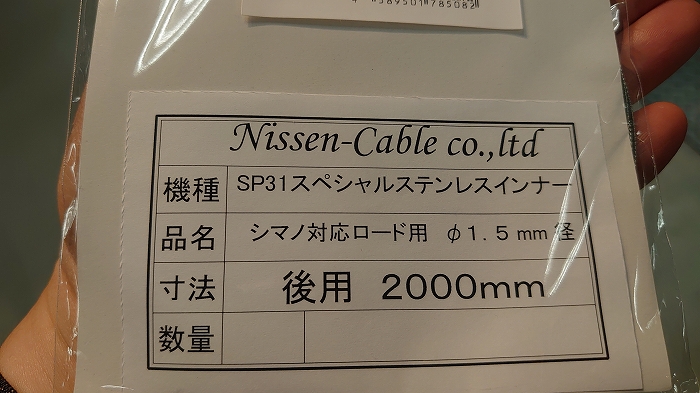 Nissen-Cable co.,ltd
機種 SP31スペシャルステンレスインナー
品名 シマノ対応ロード用 φ1.5mm径
寸法 後用 2000mm
数量